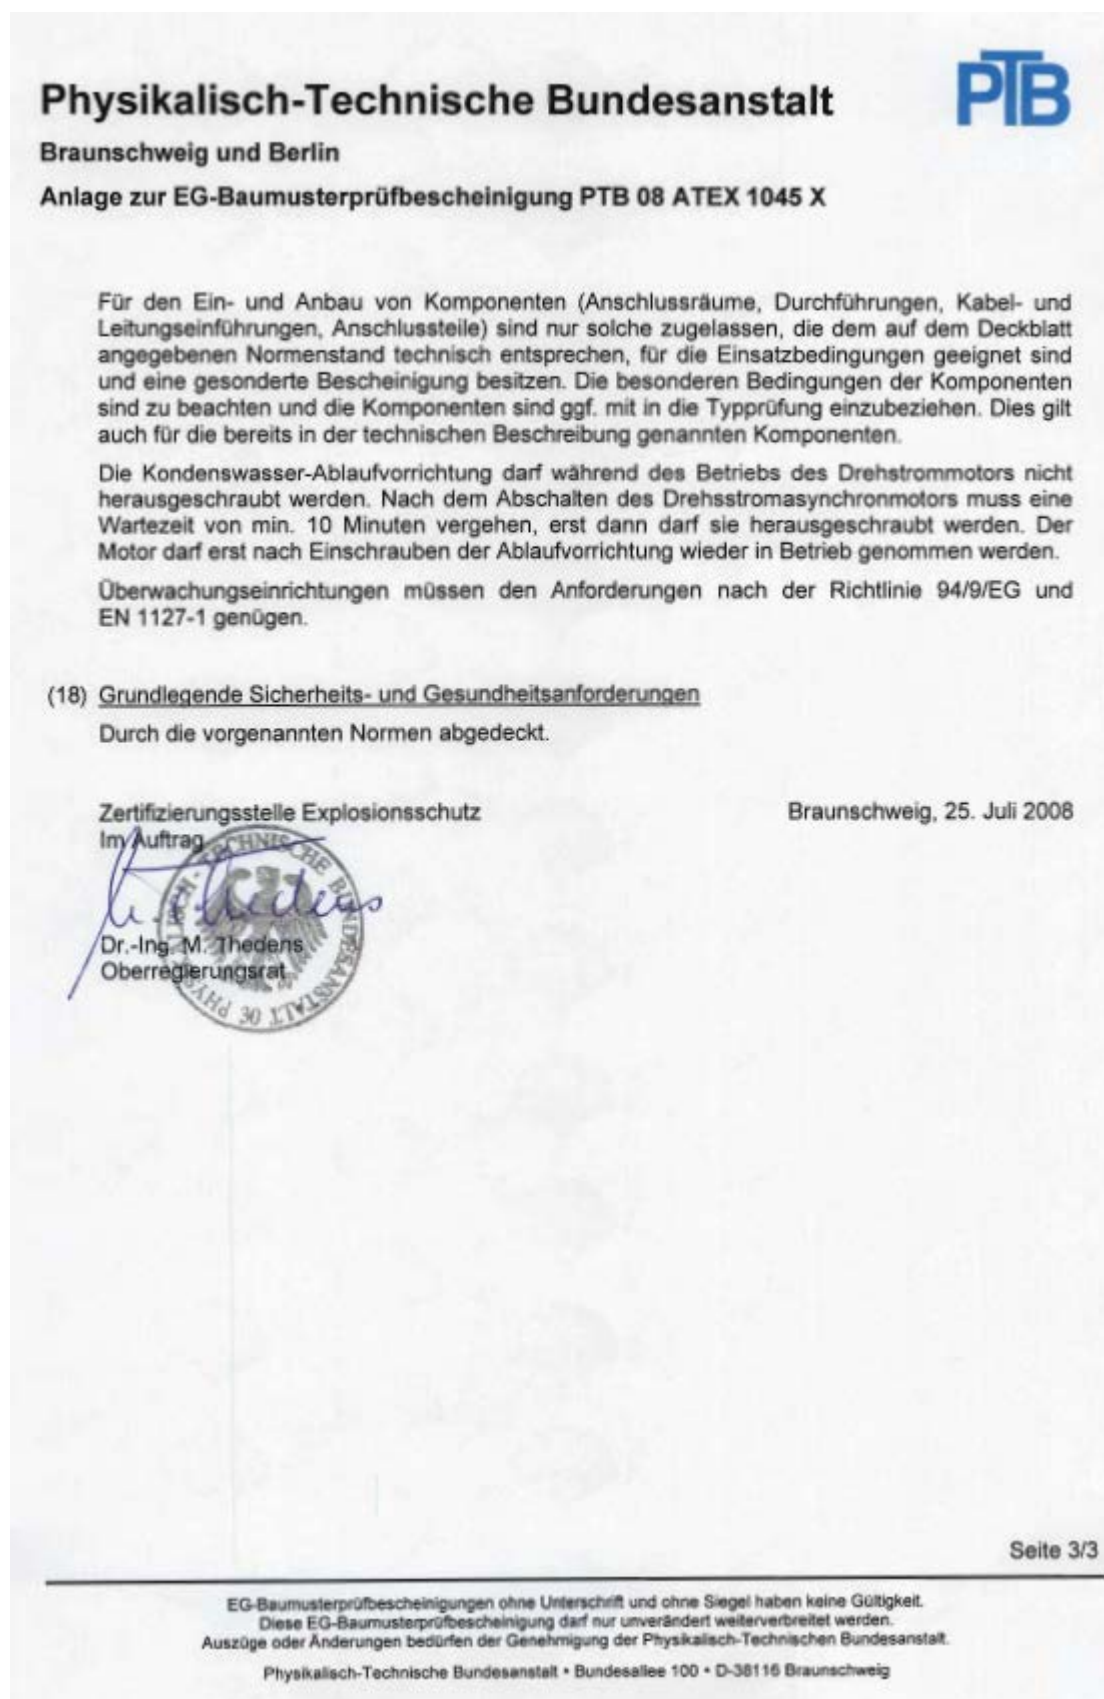 Physikalisch-Technische Bundesanstalt
PTB
Braunschweig und Berlin
Anlage zur EG-Baumusterprüfbescheinigung PTB 08 ATEX 1045 X
Für den Ein- und Anbau von Komponenten (Anschlussräume, Durchführungen, Kabel- und
Leitungseinführungen, Anschlussteile) sind nur solche zugelassen, die dem auf dem Deckblatt
angegebenen Normenstand technisch entsprechen, für die Einsatzbedingungen geeignet sind
und eine gesonderte Bescheinigung besitzen. Die besonderen Bedingungen der Komponenten
sind zu beachten und die Komponenten sind ggf. mit in die Typprüfung einzubeziehen. Dies gilt
auch für die bereits in der technischen Beschreibung genannten Komponenten.
Die Kondenswasser-Ablaufvorrichtung darf während des Betriebs des Drehstrommotors nicht
herausgeschraubt werden. Nach dem Abschalten des Drehsstromasynchronmotors muss eine
Wartezeit von min. 10 Minuten vergehen, erst dann darf sie herausgeschraubt werden. Der
Motor darf erst nach Einschrauben der Ablaufvorrichtung wieder in Betrieb genommen werden.
Überwachungseinrichtungen müssen den Anforderungen nach der Richtlinie 94/9/EG und
EN 1127-1 genügen.
(18) Grundlegende Sicherheits- und Gesundheitsanforderungen
Durch die vorgenannten Normen abgedeckt.
Zertifizierungsstelle Explosionsschutz Braunschweig, 25. Juli 2008
Im Auftrag
PHYSIKALISCH-TECHNISCHE BUNDESANSTALT 30
Dr.-Ing. M. Thedens
Oberregierungsrat
Seite 3/3
EG-Baumusterprüfbescheinigungen ohne Unterschrift und ohne Siegel haben keine Gültigkeit.
Diese EG-Baumusterprüfbescheinigung darf nur unverändert weiterverbreitet werden.
Auszüge oder Änderungen bedürfen der Genehmigung der Physikalisch-Technischen Bundesanstalt.
Physikalisch-Technische Bundesanstalt • Bundesallee 100 • D-38116 Braunschweig